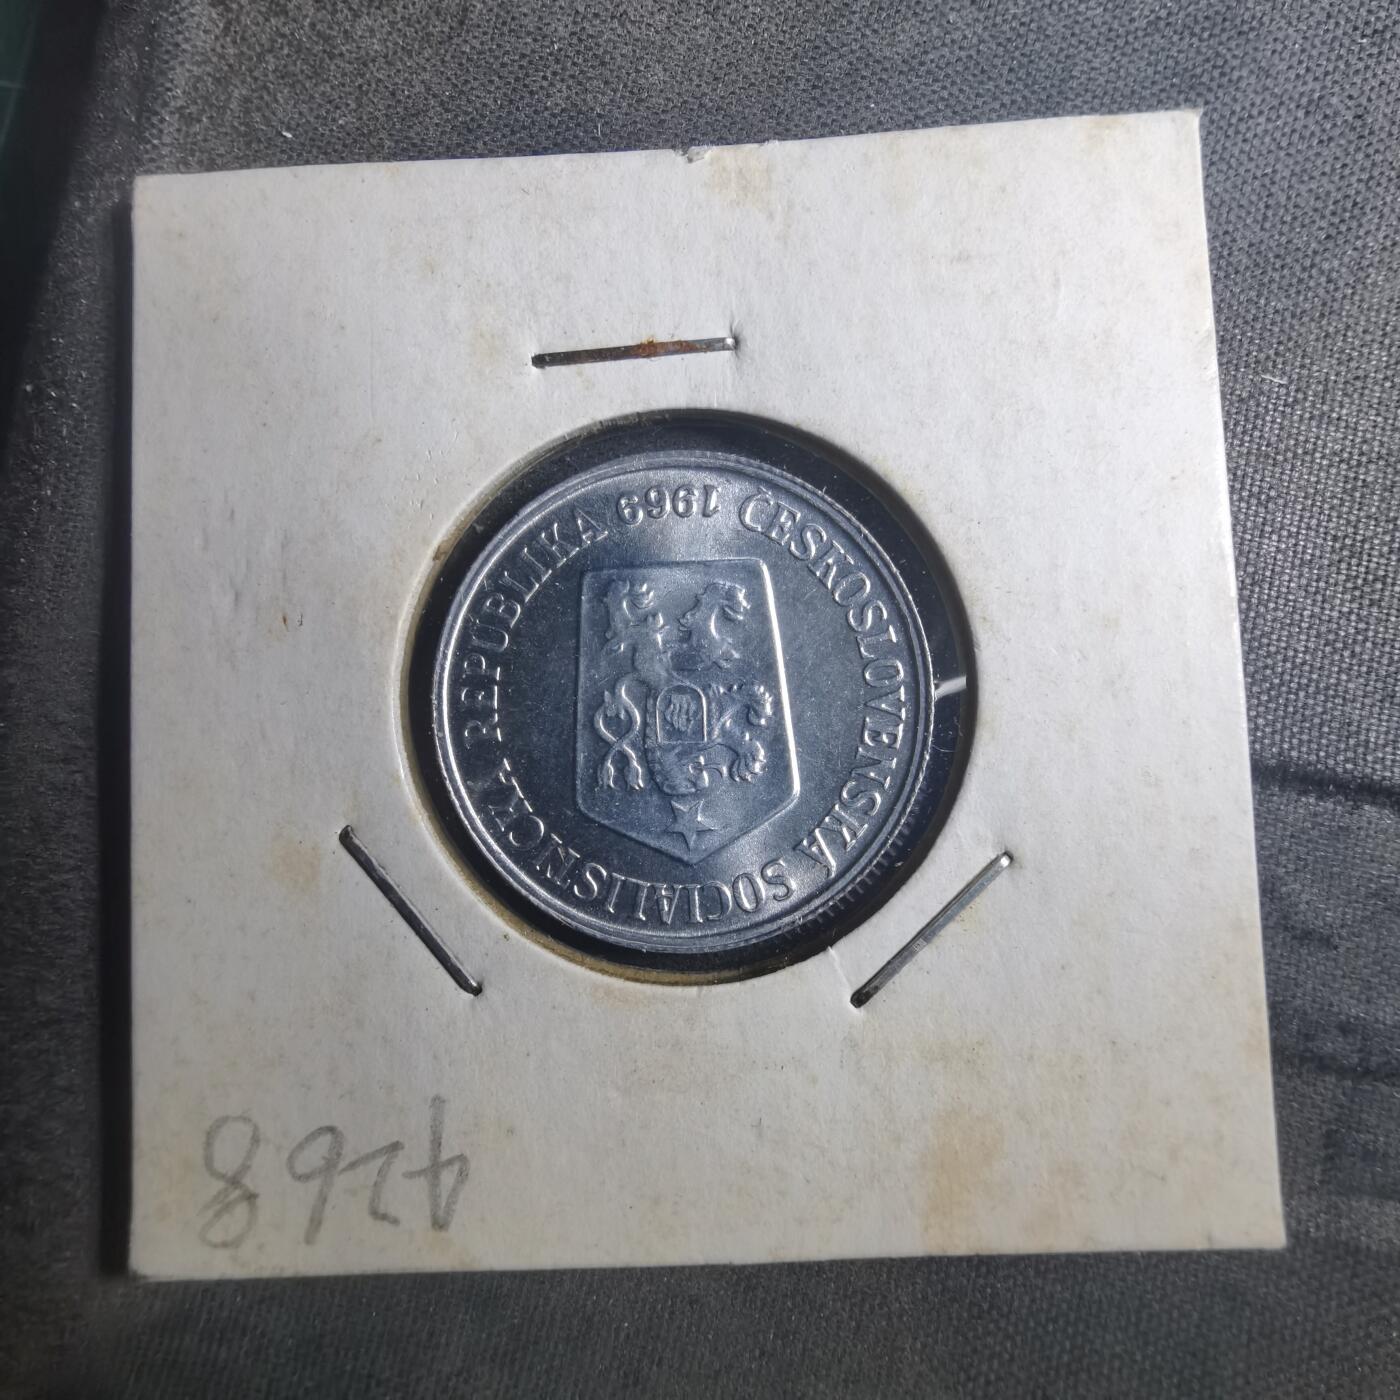 ČESKOSLOVENSKÁ SOCIALISTICKÁ REPUBLIKA
1969
4268